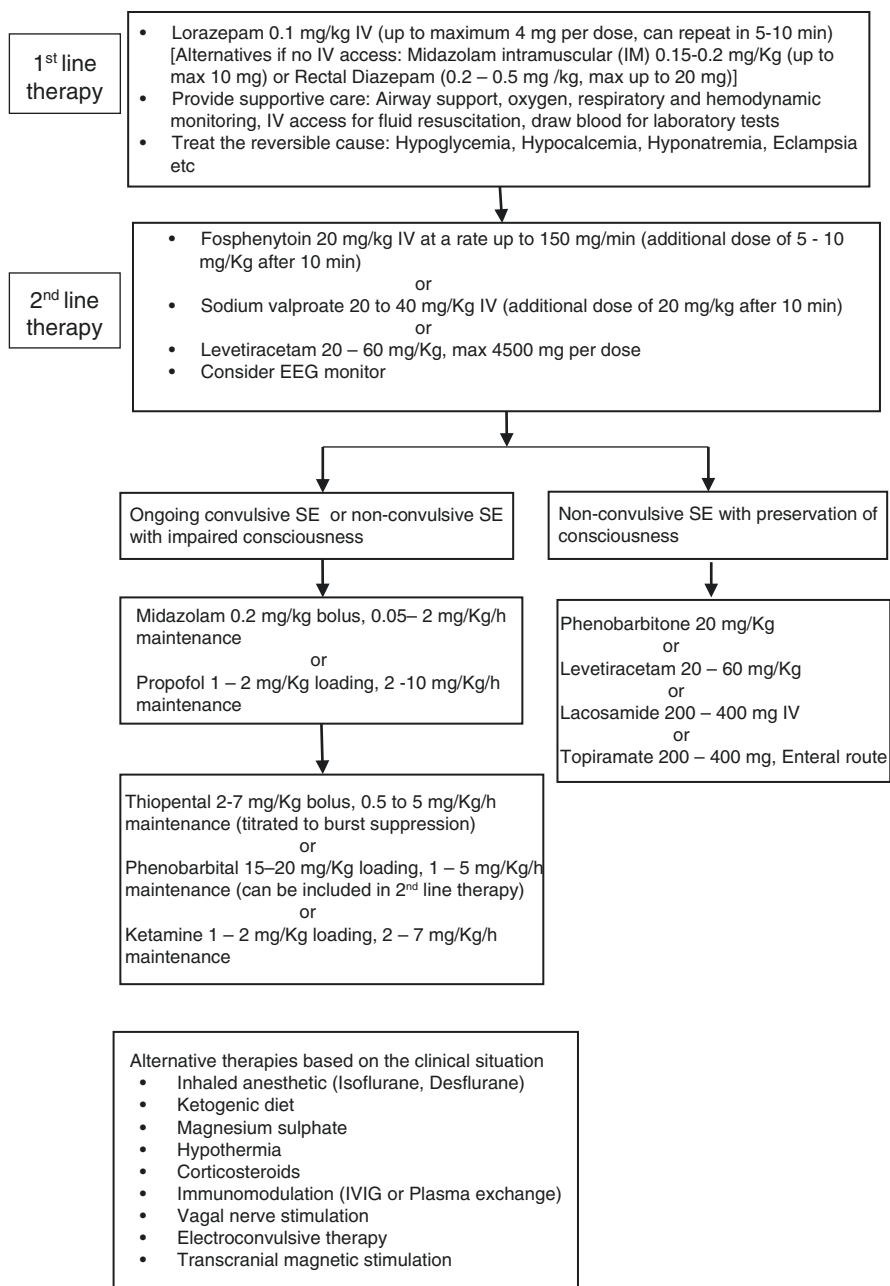 1st line
therapy
• Lorazepam 0.1 mg/kg IV (up to maximum 4 mg per dose, can repeat in 5-10 min)
[Alternatives if no IV access: Midazolam intramuscular (IM) 0.15-0.2 mg/Kg (up to
max 10 mg) or Rectal Diazepam (0.2 – 0.5 mg /kg, max up to 20 mg)]
• Provide supportive care: Airway support, oxygen, respiratory and hemodynamic
monitoring, IV access for fluid resuscitation, draw blood for laboratory tests
• Treat the reversible cause: Hypoglycemia, Hypocalcemia, Hyponatremia, Eclampsia
etc
2nd line
therapy
• Fosphenytoin 20 mg/kg IV at a rate up to 150 mg/min (additional dose of 5 - 10
mg/Kg after 10 min)
or
• Sodium valproate 20 to 40 mg/Kg IV (additional dose of 20 mg/kg after 10 min)
or
• Levetiracetam 20 – 60 mg/Kg, max 4500 mg per dose
• Consider EEG monitor
Ongoing convulsive SE or non-convulsive SE
with impaired consciousness
Non-convulsive SE with preservation of
consciousness
Midazolam 0.2 mg/kg bolus, 0.05– 2 mg/Kg/h
maintenance
or
Propofol 1 – 2 mg/Kg loading, 2 -10 mg/Kg/h
maintenance
Phenobarbitone 20 mg/Kg
or
Levetiracetam 20 – 60 mg/Kg
or
Lacosamide 200 – 400 mg IV
or
Topiramate 200 – 400 mg, Enteral route
Thiopental 2-7 mg/Kg bolus, 0.5 to 5 mg/Kg/h
maintenance (titrated to burst suppression)
or
Phenobarbital 15–20 mg/Kg loading, 1 – 5 mg/Kg/h
maintenance (can be included in 2nd line therapy)
or
Ketamine 1 – 2 mg/Kg loading, 2 – 7 mg/Kg/h
maintenance
Alternative therapies based on the clinical situation
• Inhaled anesthetic (Isoflurane, Desflurane)
• Ketogenic diet
• Magnesium sulphate
• Hypothermia
• Corticosteroids
• Immunomodulation (IVIG or Plasma exchange)
• Vagal nerve stimulation
• Electroconvulsive therapy
• Transcranial magnetic stimulation